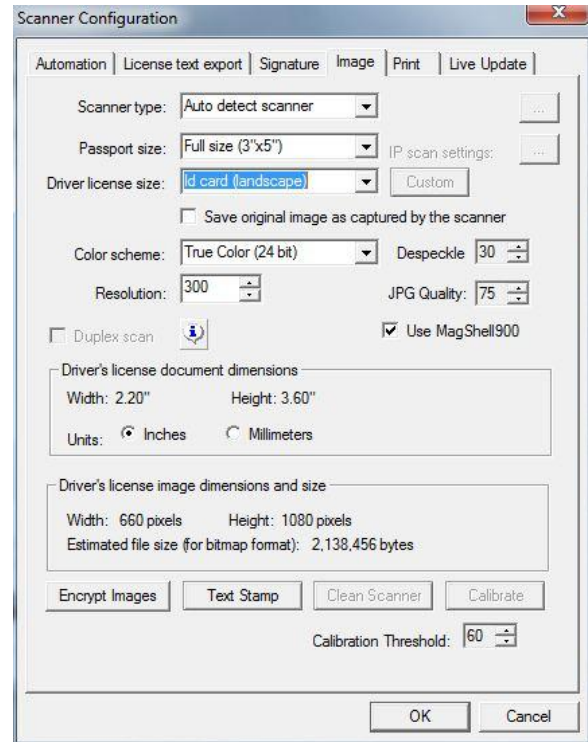 Scanner Configuration
Automation License text export Signature Image Print Live Update
Scanner type: Auto detect scanner ...
Passport size: Full size (3"x5") IP scan settings: ...
Driver license size: Id card (landscape) Custom
Save original image as captured by the scanner
Color scheme: True Color (24 bit) Despeckle 30
Resolution: 300 JPG Quality: 75
Duplex scan Use MagShell900
Driver's license document dimensions
Width: 2.20" Height: 3.60"
Units: Inches Millimeters
Driver's license image dimensions and size
Width: 660 pixels Height: 1080 pixels
Estimated file size (for bitmap format): 2,138,456 bytes
Encrypt Images Text Stamp Clean Scanner Calibrate
Calibration Threshold: 60
OK Cancel